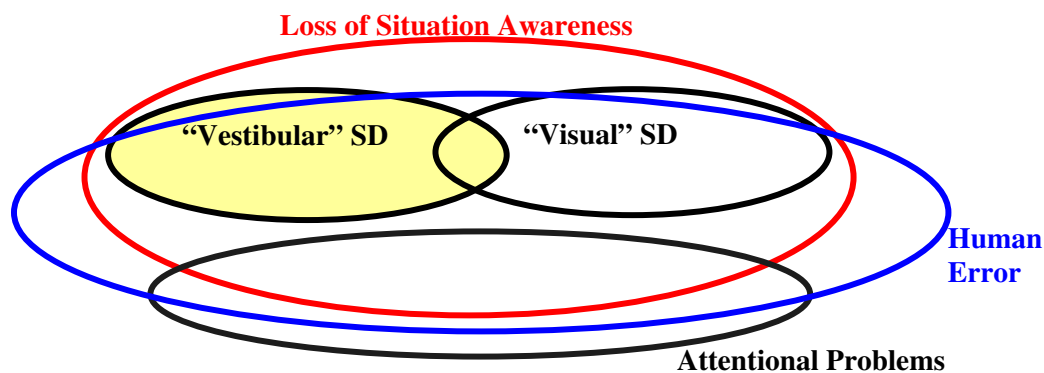 Loss of Situation Awareness
“Vestibular” SD
“Visual” SD
Human
Error
Attentional Problems